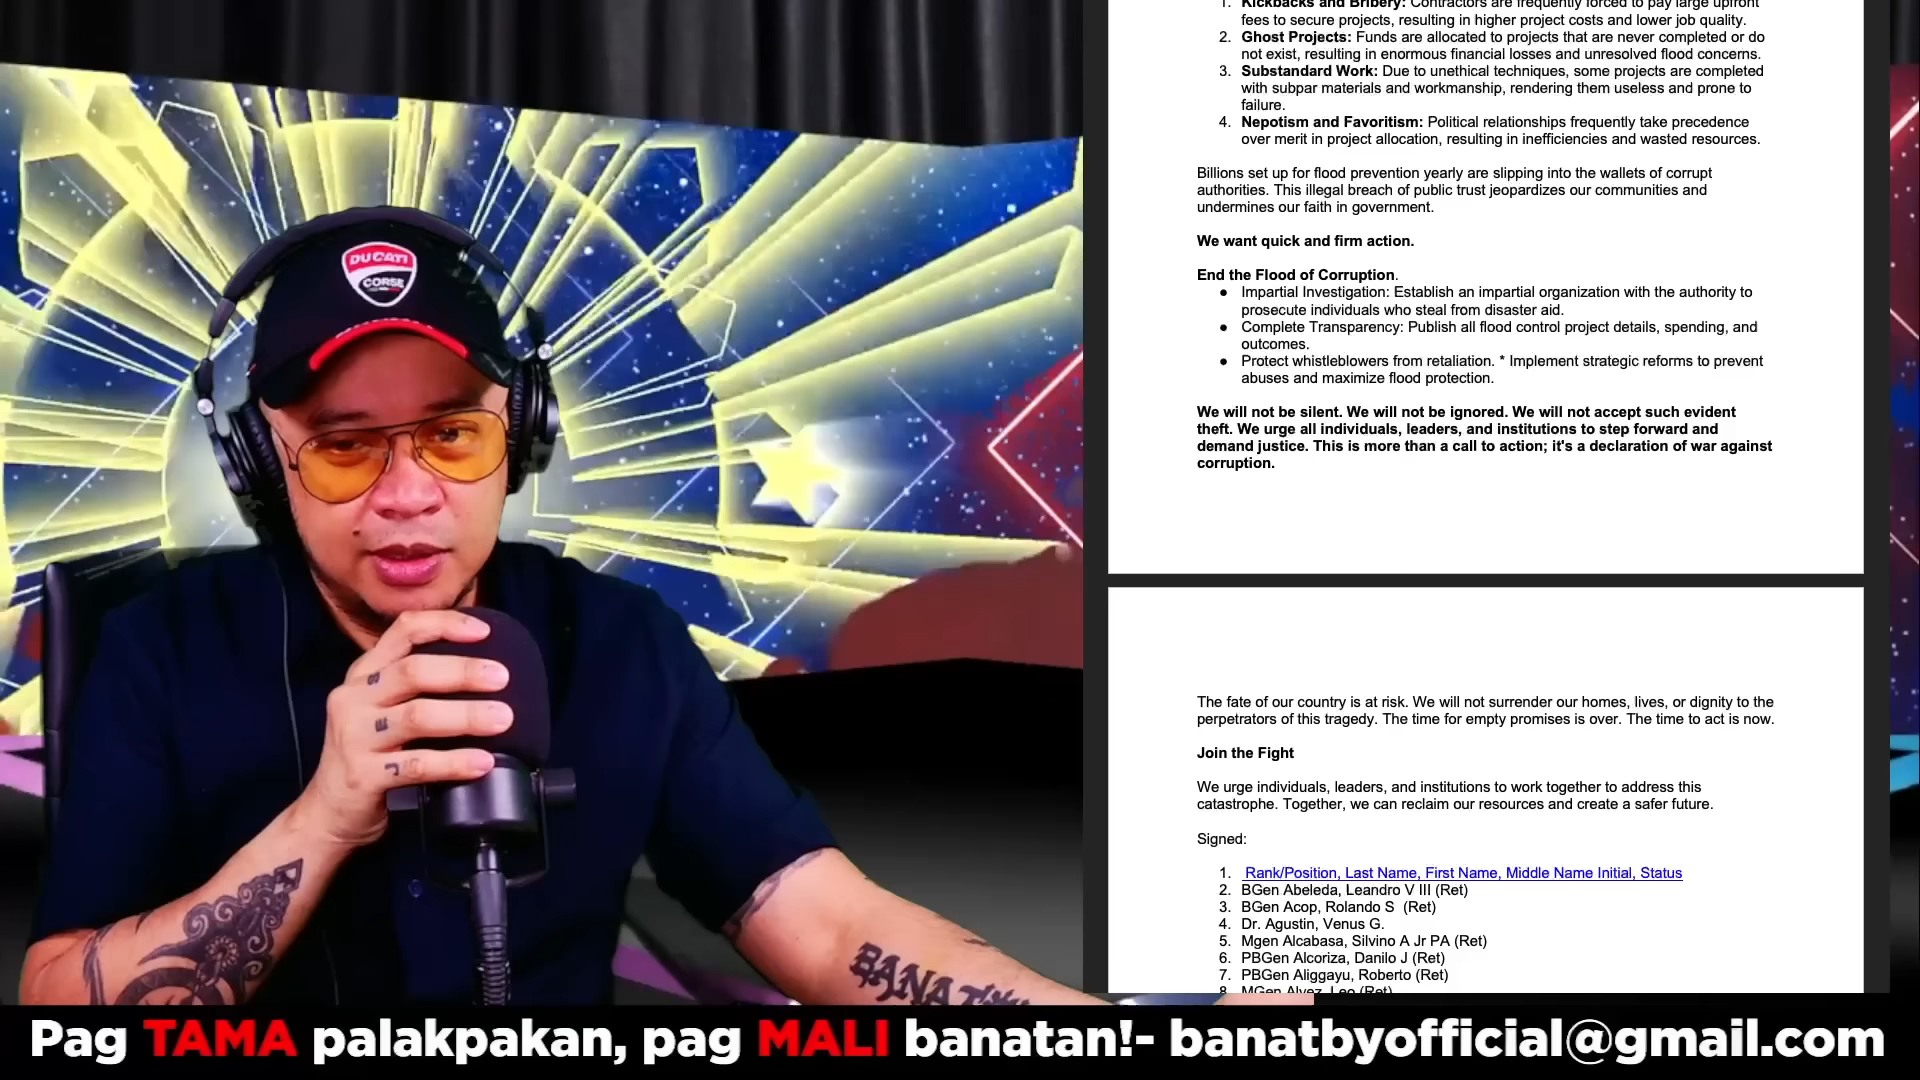 1. Kickbacks and Bribery: Contractors are frequently forced to pay large upfront
fees to secure projects, resulting in higher project costs and lower job quality.
2. Ghost Projects: Funds are allocated to projects that are never completed or do
not exist, resulting in enormous financial losses and unresolved flood concerns.
3. Substandard Work: Due to unethical techniques, some projects are completed
with subpar materials and workmanship, rendering them useless and prone to
failure.
4. Nepotism and Favoritism: Political relationships frequently take precedence
over merit in project allocation, resulting in inefficiencies and wasted resources.
Billions set up for flood prevention yearly are slipping into the wallets of corrupt
authorities. This illegal breach of public trust jeopardizes our communities and
undermines our faith in government.
We want quick and firm action.
End the Flood of Corruption.
● Impartial Investigation: Establish an impartial organization with the authority to
prosecute individuals who steal from disaster aid.
● Complete Transparency: Publish all flood control project details, spending, and
outcomes.
● Protect whistleblowers from retaliation. * Implement strategic reforms to prevent
abuses and maximize flood protection.
We will not be silent. We will not be ignored. We will not accept such evident
theft. We urge all individuals, leaders, and institutions to step forward and
demand justice. This is more than a call to action; it's a declaration of war against
corruption.
The fate of our country is at risk. We will not surrender our homes, lives, or dignity to the
perpetrators of this tragedy. The time for empty promises is over. The time to act is now.
Join the Fight
We urge individuals, leaders, and institutions to work together to address this
catastrophe. Together, we can reclaim our resources and create a safer future.
Signed:
1. Rank/Position, Last Name, First Name, Middle Name Initial, Status
2. BGen Abeleda, Leandro V III (Ret)
3. BGen Acop, Rolando S (Ret)
4. Dr. Agustin, Venus G.
5. Mgen Alcabasa, Silvino A Jr PA (Ret)
6. PBGen Alcoriza, Danilo J (Ret)
7. PBGen Aliggayu, Roberto (Ret)
8. MGen Alvez, Leo (Ret)
DUCATI
CORSE
Pag TAMA palakpakan, pag MALI banatan!- banatbyofficial@gmail.com